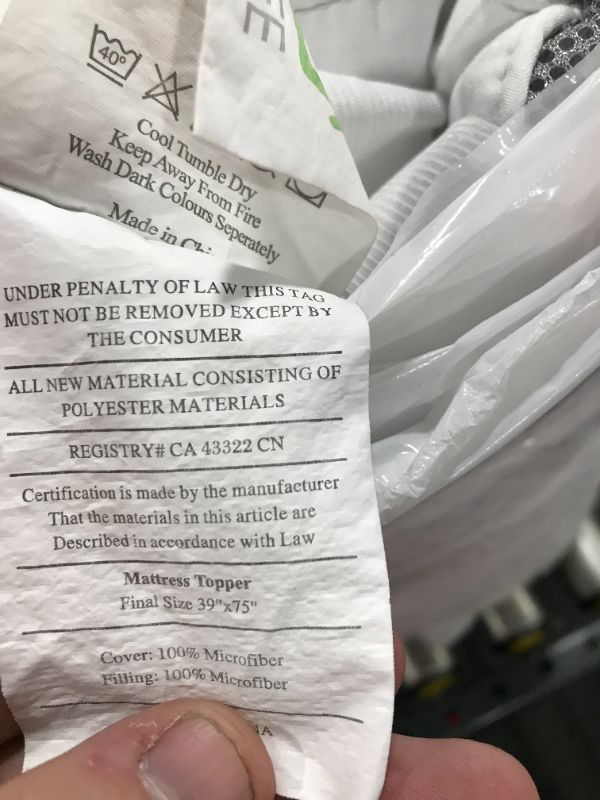 40°
Cool Tumble Dry
Keep Away From Fire
Wash Dark Colours Seperately
Made in
UNDER PENALTY OF LAW THIS TAG
MUST NOT BE REMOVED EXCEPT BY
THE CONSUMER
ALL NEW MATERIAL CONSISTING OF
POLYESTER MATERIALS
REGISTRY# CA 43322 CN
Certification is made by the manufacturer
That the materials in this article are
Described in accordance with Law
Mattress Topper
Final Size 39"x75"
Cover: 100% Microfiber
Filling: 100% Microfiber